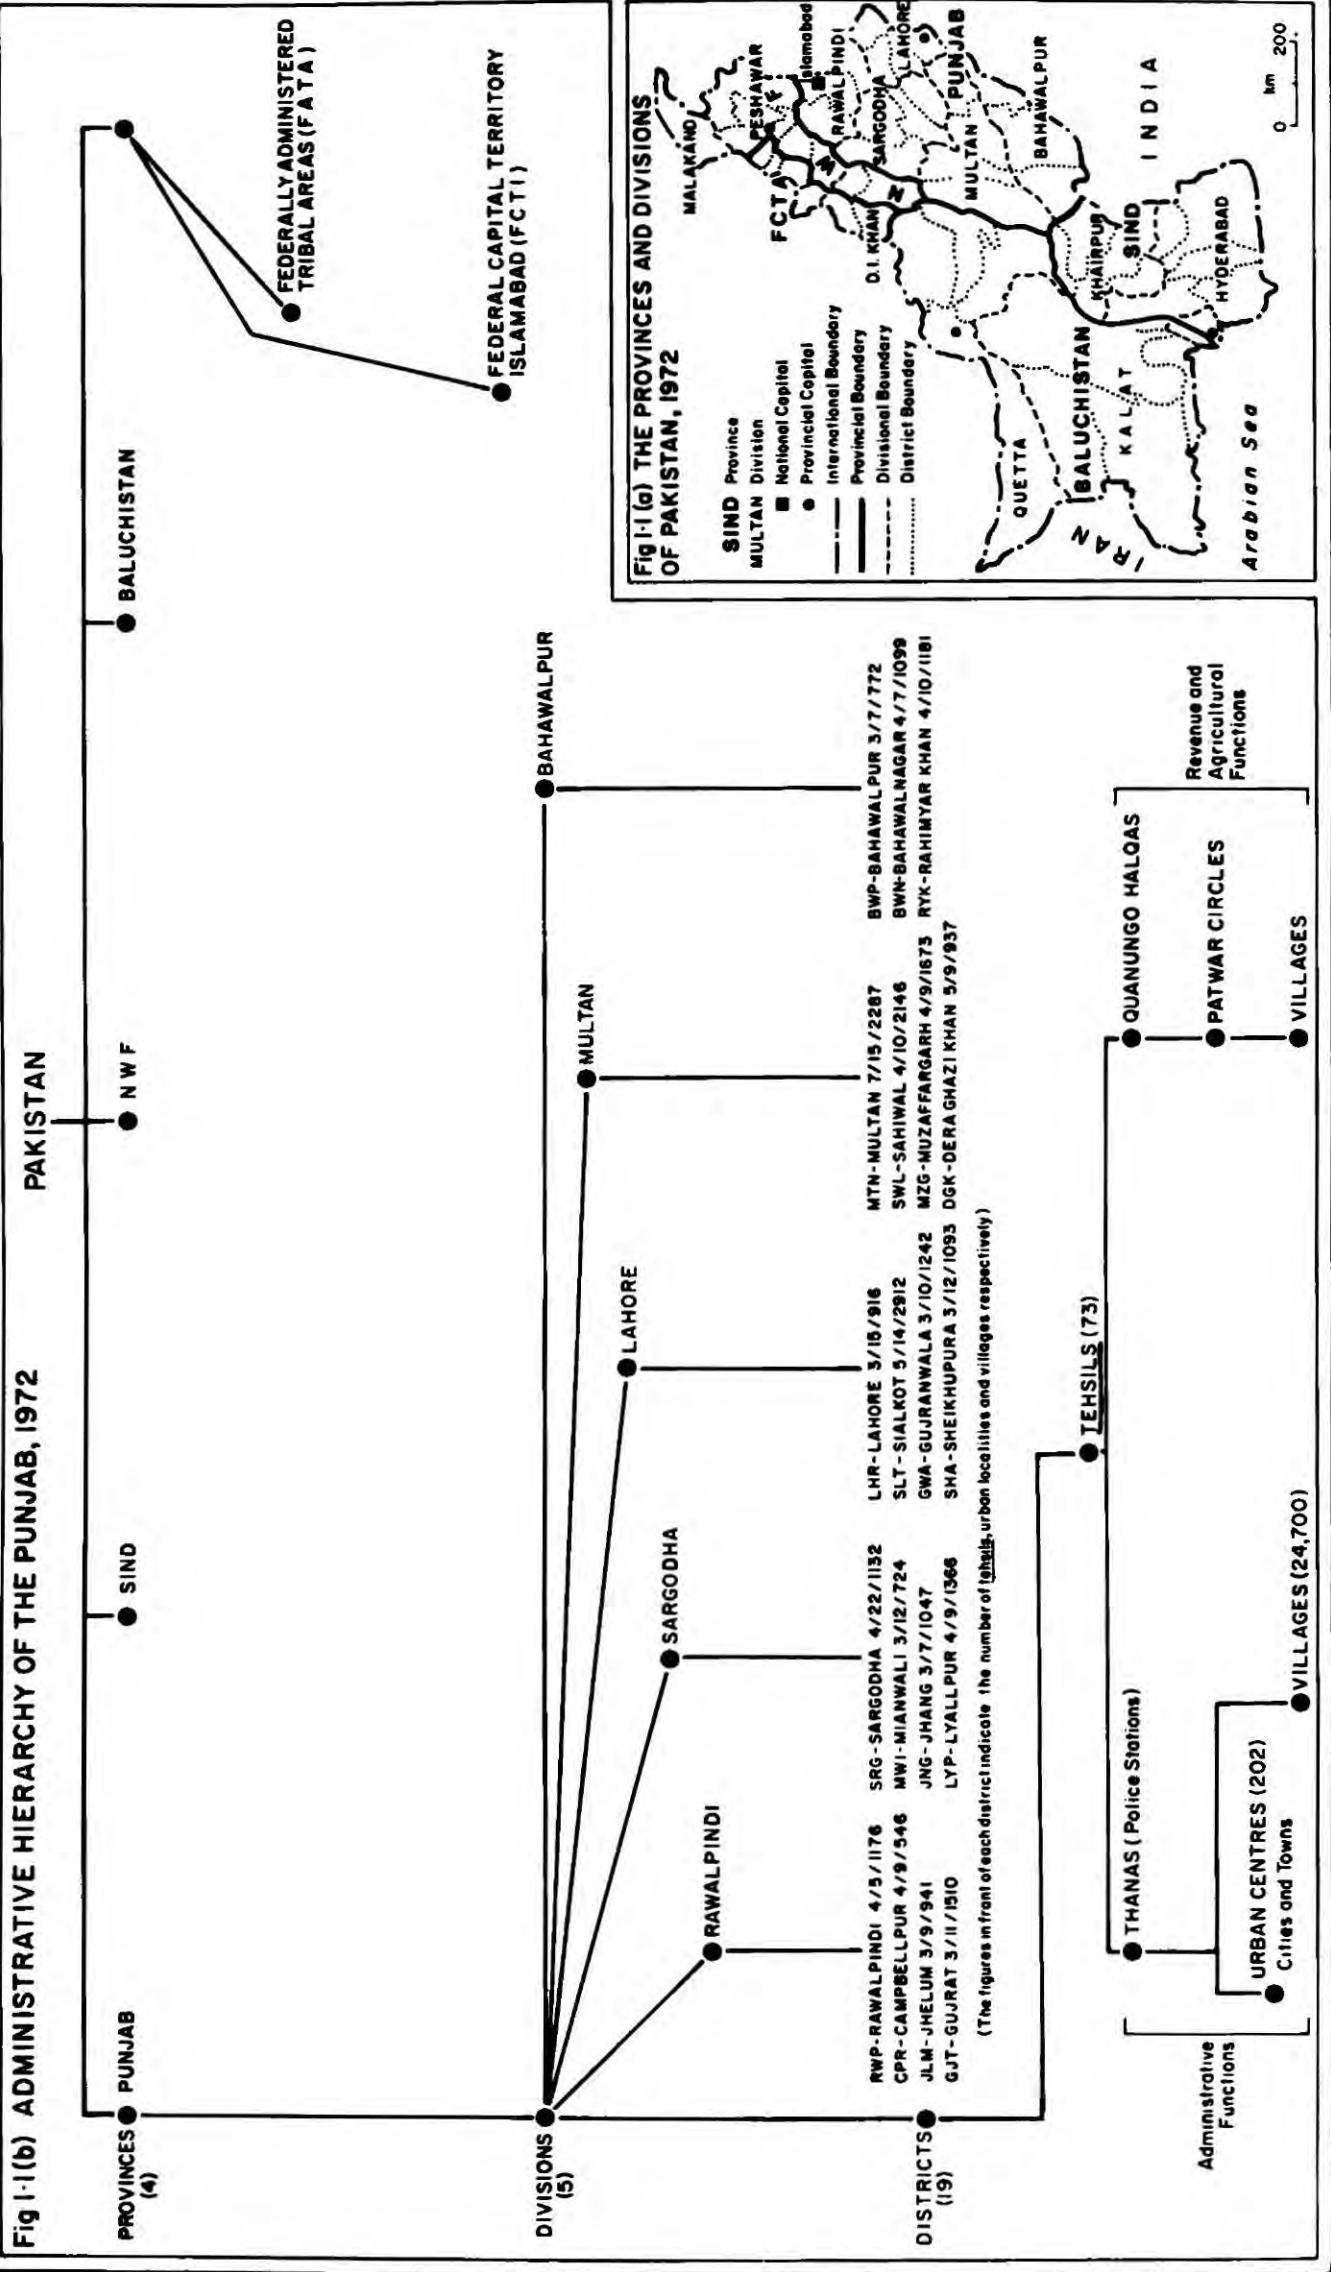 Fig 1-1(b) ADMINISTRATIVE HIERARCHY OF THE PUNJAB, 1972
PAKISTAN
PROVINCES
(4)
PUNJAB
SIND
N W F
BALUCHISTAN
FEDERALLY ADMINISTERED
TRIBAL AREAS (F A T A)
FEDERAL CAPITAL TERRITORY
ISLAMABAD (F C T I)
DIVISIONS
(5)
RAWALPINDI
SARGODHA
LAHORE
MULTAN
BAHAWALPUR
DISTRICTS
(19)
RWP-RAWALPINDI 4/5/1176
CPR-CAMPBELLPUR 4/9/546
JLM-JHELUM 3/9/941
GJT-GUJRAT 3/11/1510
SRG-SARGODHA 4/22/1132
MWI-MIANWALI 3/12/724
JNG-JHANG 3/7/1047
LYP-LYALLPUR 4/9/1366
LHR-LAHORE 3/15/916
SLT-SIALKOT 5/14/2912
GWA-GUJRANWALA 3/10/1242
SHA-SHEIKHUPURA 3/12/1093
MTN-MULTAN 7/15/2287
SWL-SAHIWAL 4/10/2146
MZG-MUZAFFARGARH 4/9/1673
DGK-DERA GHAZI KHAN 5/9/937
BWP-BAHAWALPUR 3/7/772
BWN-BAHAWALNAGAR 4/7/1099
RYK-RAHIMYAR KHAN 4/10/1181
(The figures in front of each district indicate the number of tehsils, urban localities and villages respectively)
TEHSILS (73)
THANAS (Police Stations)
QUANUNGO HALQAS
PATWAR CIRCLES
VILLAGES
URBAN CENTRES (202)
Cities and Towns
VILLAGES (24,700)
Administrative
Functions
Revenue and
Agricultural
Functions
Fig 1-1 (a) THE PROVINCES AND DIVISIONS
OF PAKISTAN, 1972
SIND Province
MULTAN Division
National Capital
Provincial Capital
International Boundary
Provincial Boundary
Divisional Boundary
District Boundary
MALAKAND
PESHAWAR
FCTA
Islamabad
N W F
RAWALPINDI
D.I. KHAN
SARGODHA
LAHORE
PUNJAB
MULTAN
BAHAWALPUR
QUETTA
BALUCHISTAN
KALAT
KHAIRPUR
SIND
HYDERABAD
IRAN
INDIA
Arabian Sea
0 km 200